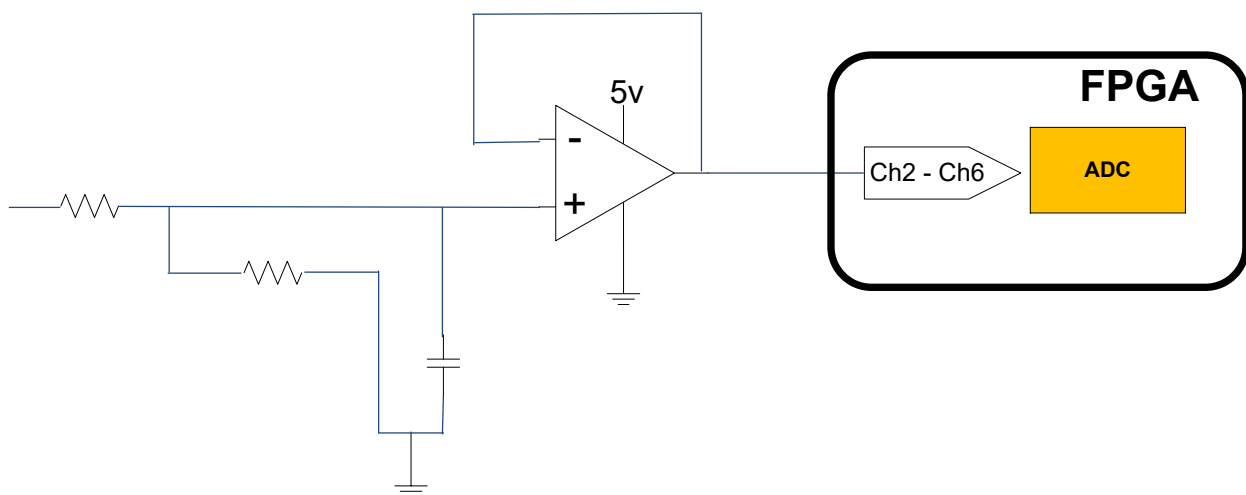 FPGA
5v
-
+
Ch2 - Ch6
ADC